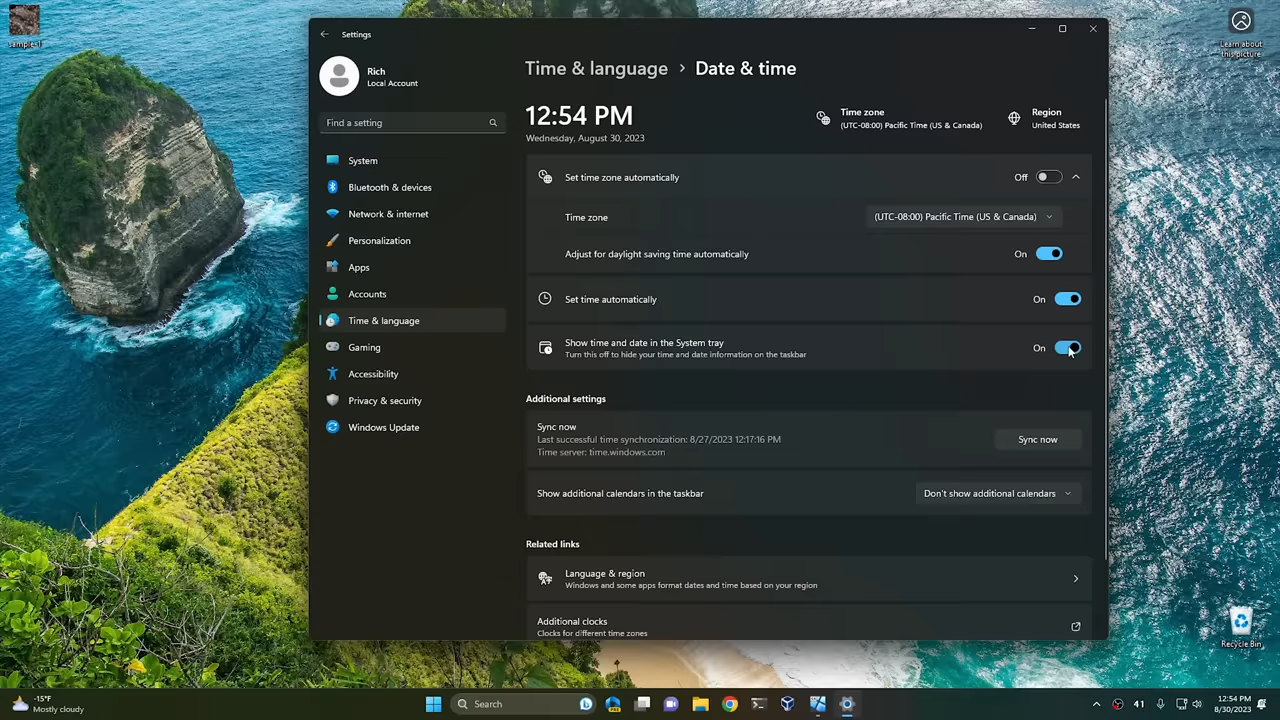 sample-1
Learn about
this picture
Settings
Rich
Local Account
Find a setting
System
Bluetooth & devices
Network & internet
Personalization
Apps
Accounts
Time & language
Gaming
Accessibility
Privacy & security
Windows Update
Time & language > Date & time
12:54 PM
Wednesday, August 30, 2023
Time zone
(UTC-08:00) Pacific Time (US & Canada)
Region
United States
Set time zone automatically
Off
Time zone
(UTC-08:00) Pacific Time (US & Canada)
Adjust for daylight saving time automatically
On
Set time automatically
On
Show time and date in the System tray
Turn this off to hide your time and date information on the taskbar
On
Additional settings
Sync now
Last successful time synchronization: 8/27/2023 12:17:16 PM
Time server: time.windows.com
Sync now
Show additional calendars in the taskbar
Don't show additional calendars
Related links
Language & region
Windows and some apps format dates and time based on your region
Additional clocks
Clocks for different time zones
Recycle Bin
-15°F
Mostly cloudy
Search
41
12:54 PM
8/30/2023